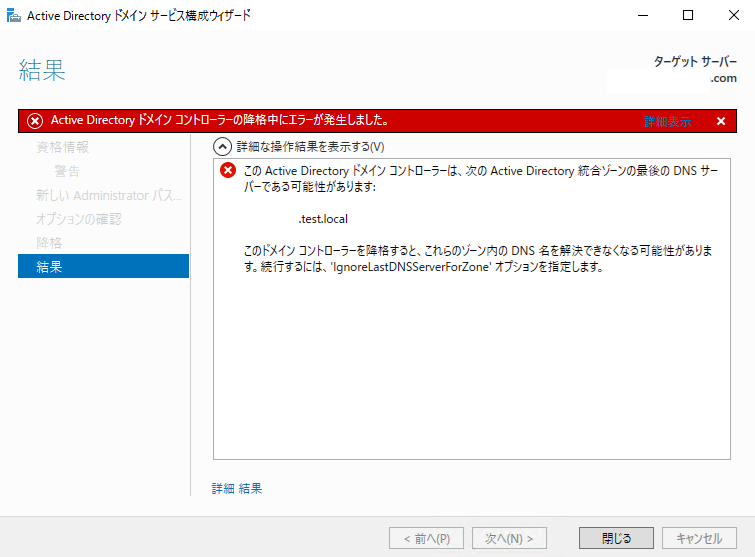 Active Directory ドメイン サービス構成ウィザード
結果
ターゲット サーバー
.com
Active Directory ドメイン コントローラーの降格中にエラーが発生しました。
詳細表示
資格情報
警告
新しい Administrator パス...
オプションの確認
降格
結果
詳細な操作結果を表示する(V)
この Active Directory ドメイン コントローラーは、次の Active Directory 統合ゾーンの最後の DNS サー
バーである可能性があります:
.test.local
このドメイン コントローラーを降格すると、これらのゾーン内の DNS 名を解決できなくなる可能性がありま
す。続行するには、'IgnoreLastDNSServerForZone' オプションを指定します。
詳細 結果
< 前へ(P)
次へ(N) >
閉じる
キャンセル